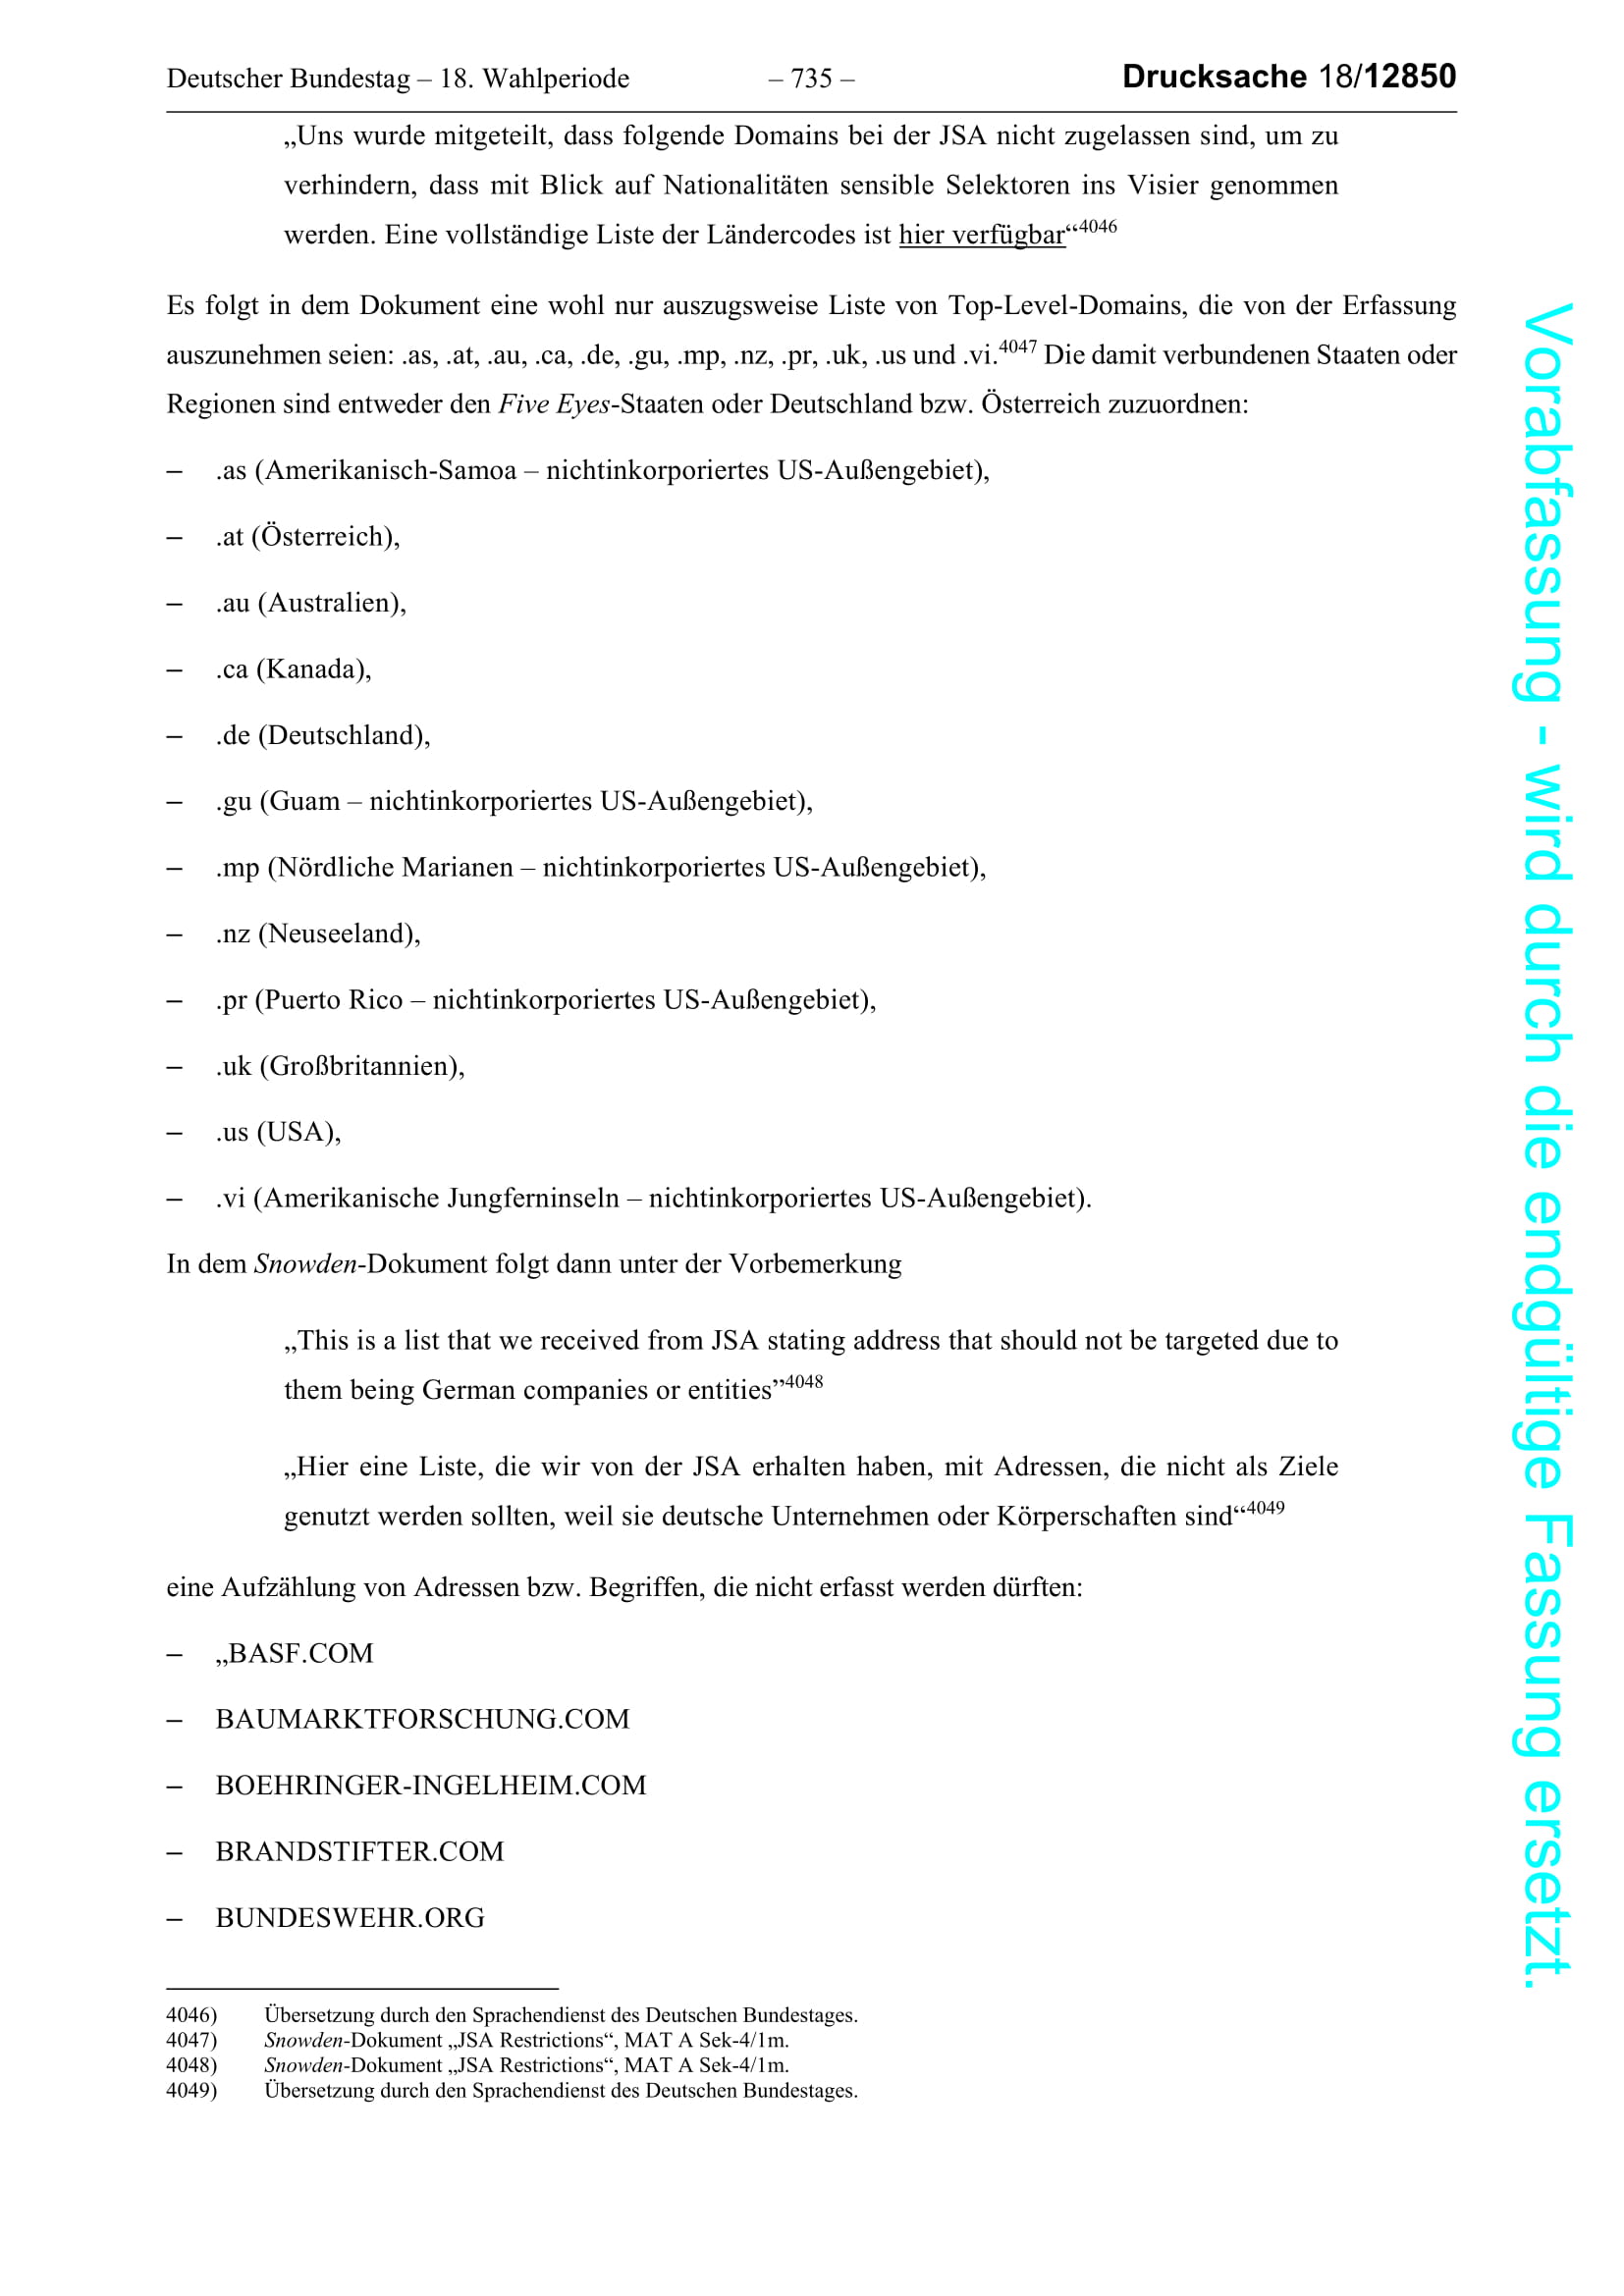 Deutscher Bundestag – 18. Wahlperiode – 735 – Drucksache 18/12850
„Uns wurde mitgeteilt, dass folgende Domains bei der JSA nicht zugelassen sind, um zu
verhindern, dass mit Blick auf Nationalitäten sensible Selektoren ins Visier genommen
werden. Eine vollständige Liste der Ländercodes ist hier verfügbar“4046
Es folgt in dem Dokument eine wohl nur auszugsweise Liste von Top-Level-Domains, die von der Erfassung
auszunehmen seien: .as, .at, .au, .ca, .de, .gu, .mp, .nz, .pr, .uk, .us und .vi.4047 Die damit verbundenen Staaten oder
Regionen sind entweder den Five Eyes-Staaten oder Deutschland bzw. Österreich zuzuordnen:
– .as (Amerikanisch-Samoa – nichtinkorporiertes US-Außengebiet),
– .at (Österreich),
– .au (Australien),
– .ca (Kanada),
– .de (Deutschland),
– .gu (Guam – nichtinkorporiertes US-Außengebiet),
– .mp (Nördliche Marianen – nichtinkorporiertes US-Außengebiet),
– .nz (Neuseeland),
– .pr (Puerto Rico – nichtinkorporiertes US-Außengebiet),
– .uk (Großbritannien),
– .us (USA),
– .vi (Amerikanische Jungferninseln – nichtinkorporiertes US-Außengebiet).
In dem Snowden-Dokument folgt dann unter der Vorbemerkung
„This is a list that we received from JSA stating address that should not be targeted due to
them being German companies or entities”4048
„Hier eine Liste, die wir von der JSA erhalten haben, mit Adressen, die nicht als Ziele
genutzt werden sollten, weil sie deutsche Unternehmen oder Körperschaften sind“4049
eine Aufzählung von Adressen bzw. Begriffen, die nicht erfasst werden dürften:
– „BASF.COM
– BAUMARKTFORSCHUNG.COM
– BOEHRINGER-INGELHEIM.COM
– BRANDSTIFTER.COM
– BUNDESWEHR.ORG
4046) Übersetzung durch den Sprachendienst des Deutschen Bundestages.
4047) Snowden-Dokument „JSA Restrictions“, MAT A Sek-4/1m.
4048) Snowden-Dokument „JSA Restrictions“, MAT A Sek-4/1m.
4049) Übersetzung durch den Sprachendienst des Deutschen Bundestages.
Vorabfassung - wird durch die endgültige Fassung ersetzt.